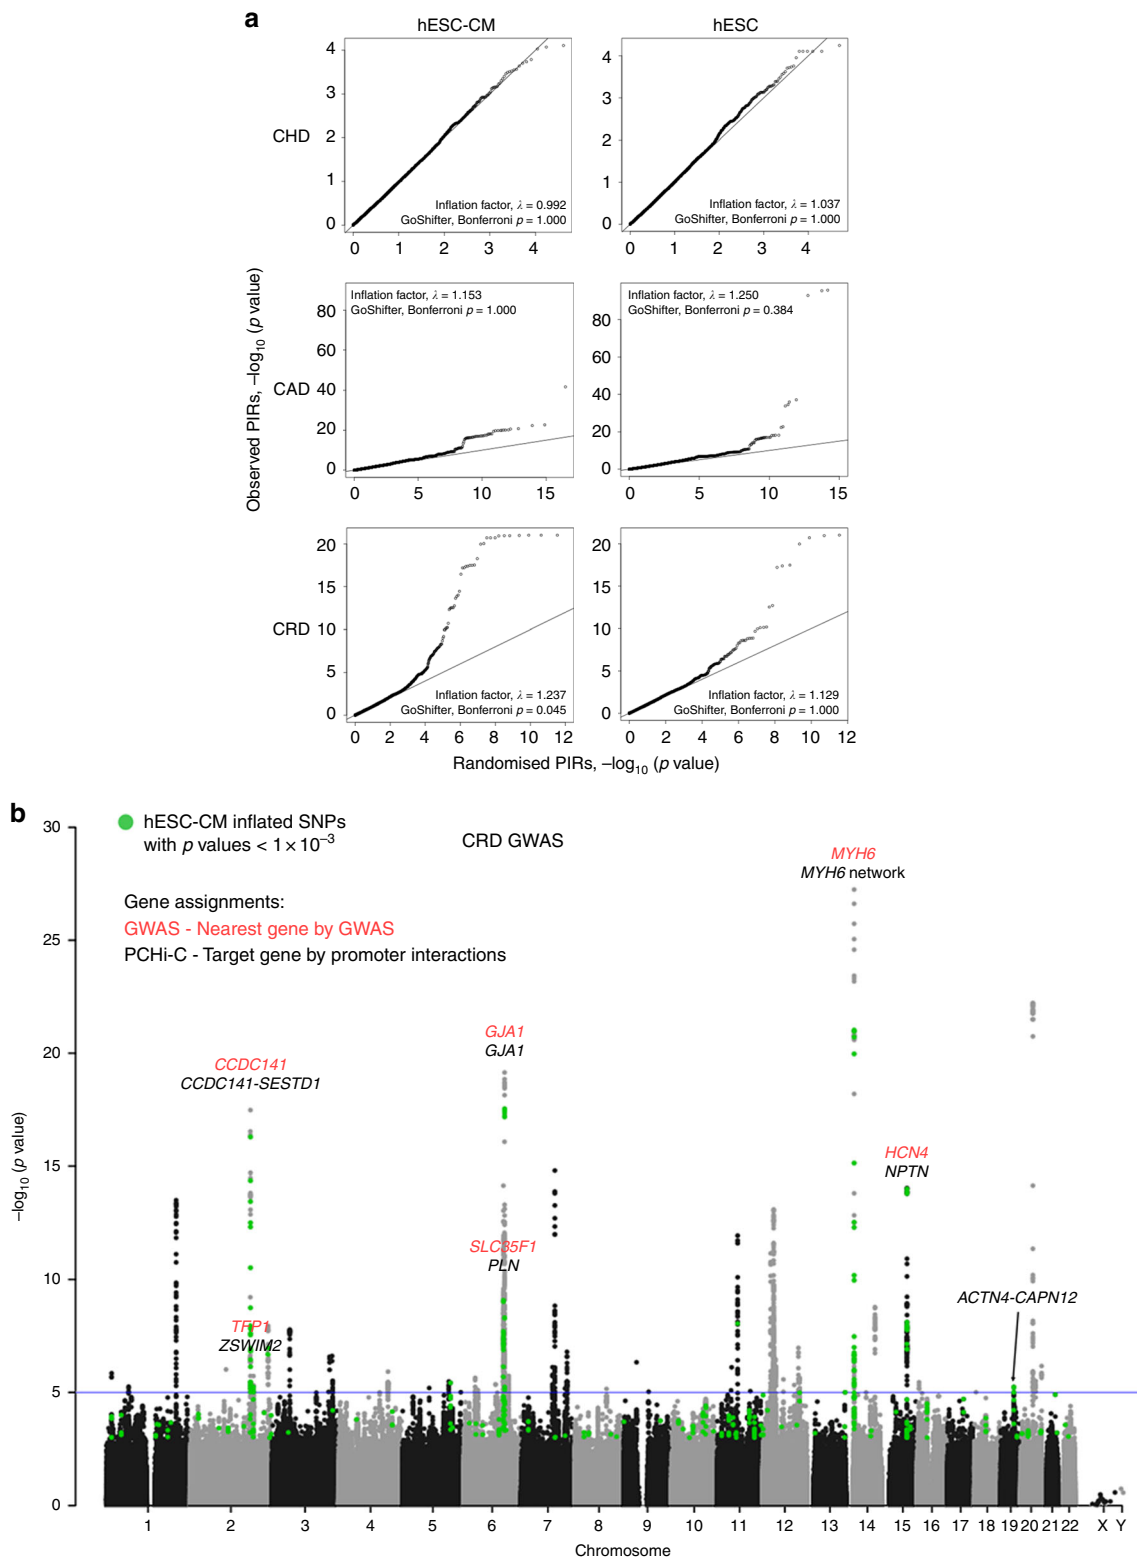 a
hESC-CM
hESC
CHD
4
3
2
1
0
Inflation factor, λ = 0.992
GoShifter, Bonferroni p = 1.000
0 1 2 3 4
4
3
2
1
0
Inflation factor, λ = 1.037
GoShifter, Bonferroni p = 1.000
0 1 2 3 4
Observed PIRs, –log10 (p value)
CAD
80
60
40
20
0
Inflation factor, λ = 1.153
GoShifter, Bonferroni p = 1.000
0 5 10 15
80
60
40
20
0
Inflation factor, λ = 1.250
GoShifter, Bonferroni p = 0.384
0 5 10 15
CRD
20
15
10
5
0
Inflation factor, λ = 1.237
GoShifter, Bonferroni p = 0.045
0 2 4 6 8 10 12
20
15
10
5
0
Inflation factor, λ = 1.129
GoShifter, Bonferroni p = 1.000
0 2 4 6 8 10 12
Randomised PIRs, –log10 (p value)
b
hESC-CM inflated SNPs
with p values < 1 × 10–3
CRD GWAS
Gene assignments:
GWAS - Nearest gene by GWAS
PCHi-C - Target gene by promoter interactions
MYH6
MYH6 network
GJA1
GJA1
CCDC141
CCDC141-SESTD1
HCN4
NPTN
SLC35F1
PLN
TFP1
ZSWIM2
ACTN4-CAPN12
30
25
20
15
10
5
0
–log10 (p value)
1 2 3 4 5 6 7 8 9 10 11 12 13 14 15 16 17 18 19 20 21 22 X Y
Chromosome